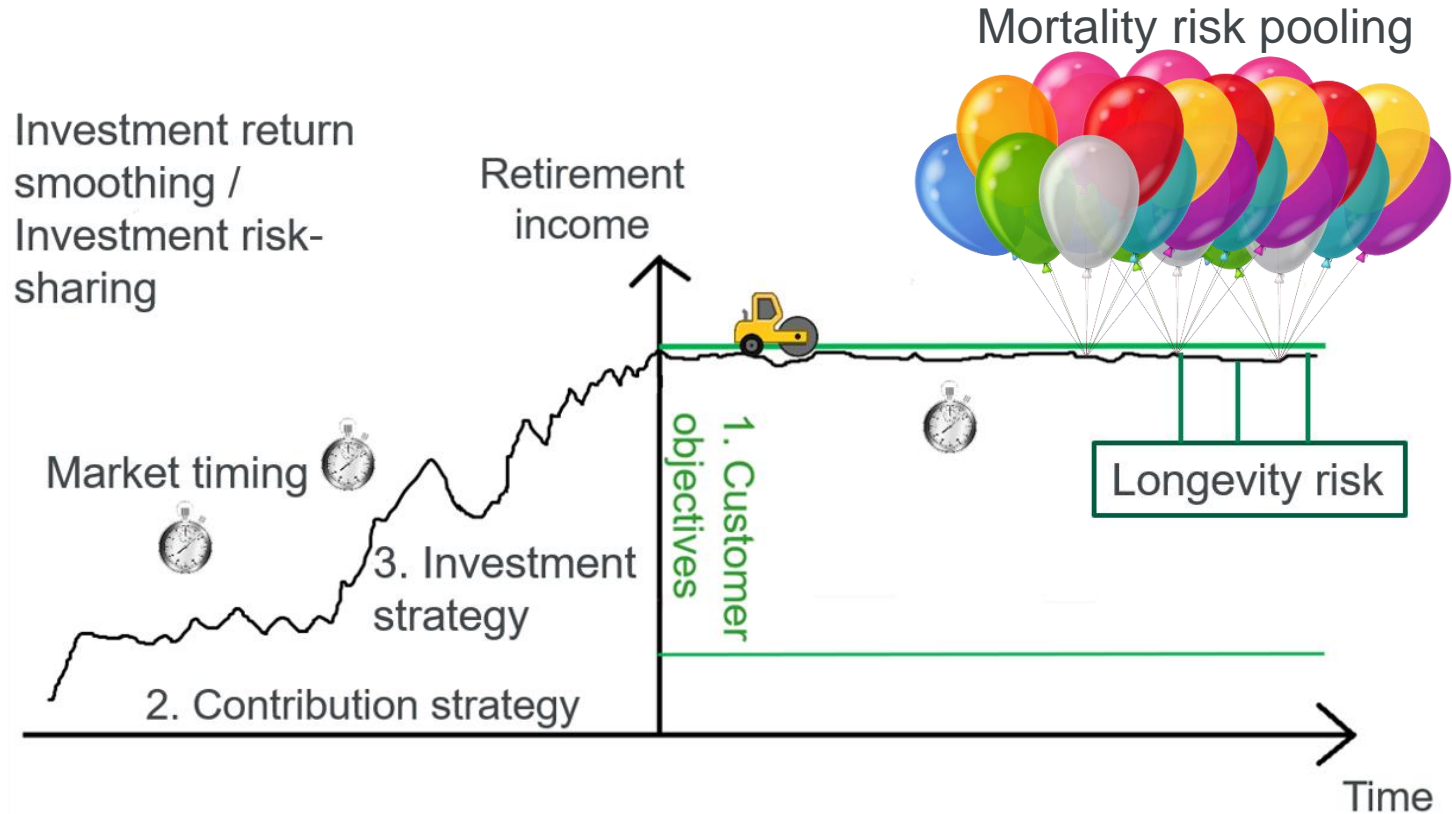 Mortality risk pooling
Investment return
smoothing /
Investment risk-
sharing
Retirement
income
Market timing
3. Investment
strategy
2. Contribution strategy
1. Customer
objectives
Longevity risk
Time